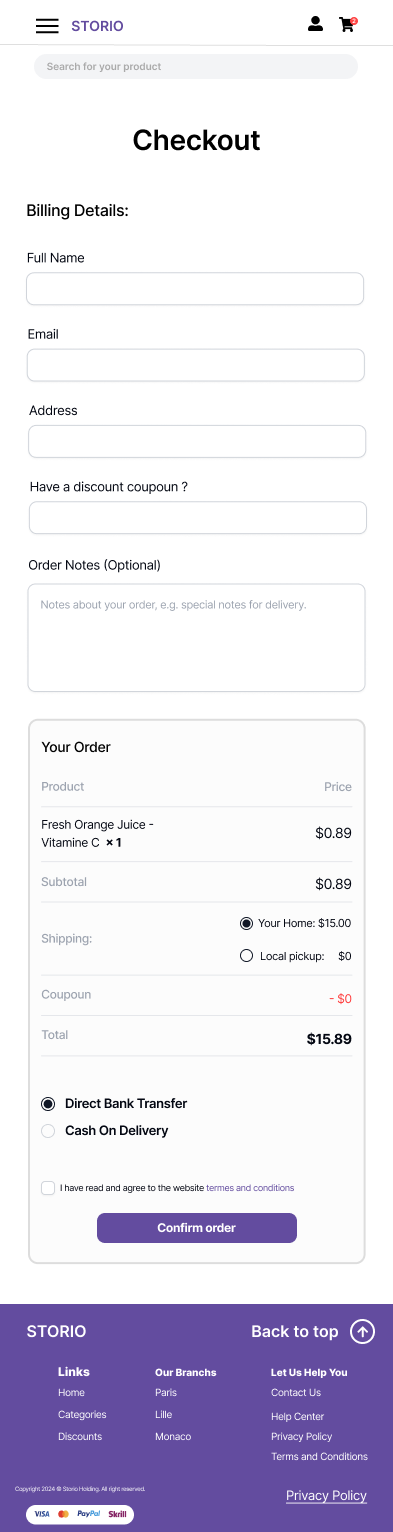 STORIO
2
Search for your product
Checkout
Billing Details:
Full Name
Email
Address
Have a discount coupoun ?
Order Notes (Optional)
Notes about your order, e.g. special notes for delivery.
Your Order
Product Price
Fresh Orange Juice -
Vitamine C × 1 $0.89
Subtotal $0.89
Shipping:
Your Home: $15.00
Local pickup: $0
Coupoun - $0
Total $15.89
Direct Bank Transfer
Cash On Delivery
I have read and agree to the website termes and conditions
Confirm order
STORIO Back to top
Links Our Branchs Let Us Help You
Home Paris Contact Us
Categories Lille Help Center
Discounts Monaco Privacy Policy
Terms and Conditions
Copyright 2024 © Storio Holding. All right reserved.
Privacy Policy
VISA PayPal Skrill